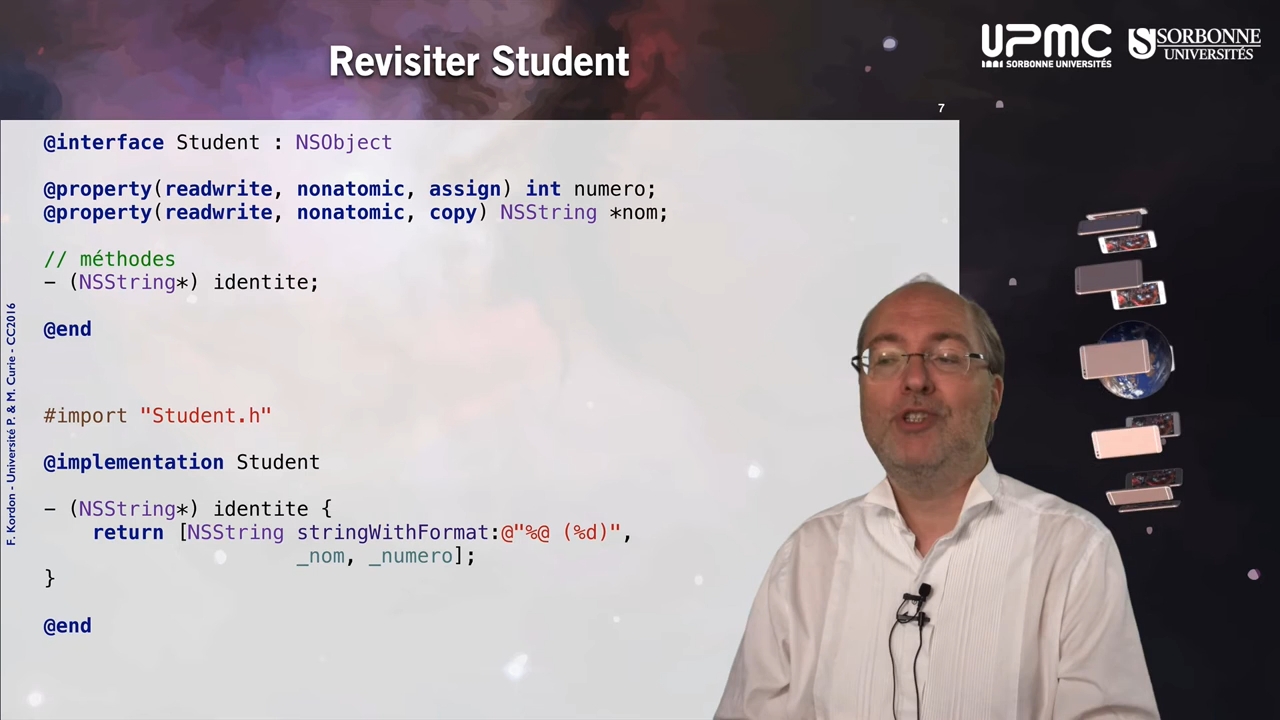 Revisiter Student
UPMC
SORBONNE UNIVERSITÉS
SORBONNE
UNIVERSITÉS
7
@interface Student : NSObject
@property(readwrite, nonatomic, assign) int numero;
@property(readwrite, nonatomic, copy) NSString *nom;
// méthodes
- (NSString*) identite;
@end
#import "Student.h"
@implementation Student
- (NSString*) identite {
return [NSString stringWithFormat:@"%@ (%d)",
_nom, _numero];
}
@end
F. Kordon - Université P. & M. Curie - CC2016